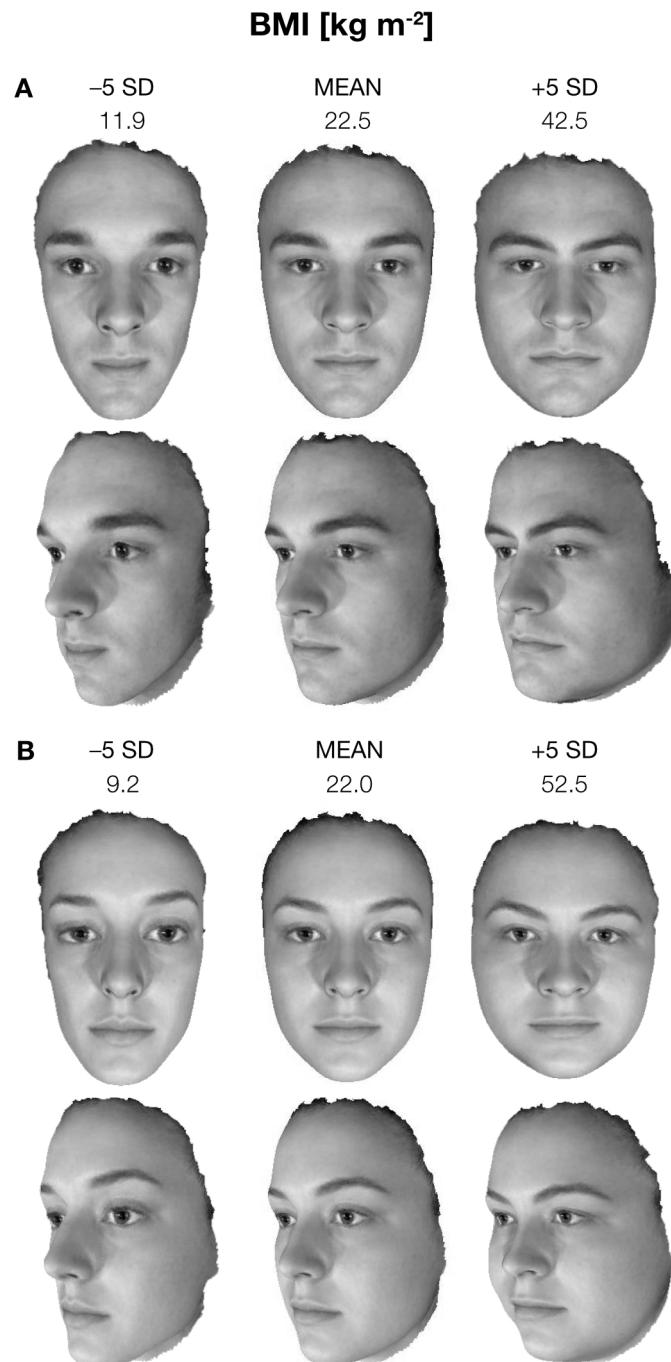 BMI [kg m⁻²]
A –5 SD MEAN +5 SD
11.9 22.5 42.5
B –5 SD MEAN +5 SD
9.2 22.0 52.5